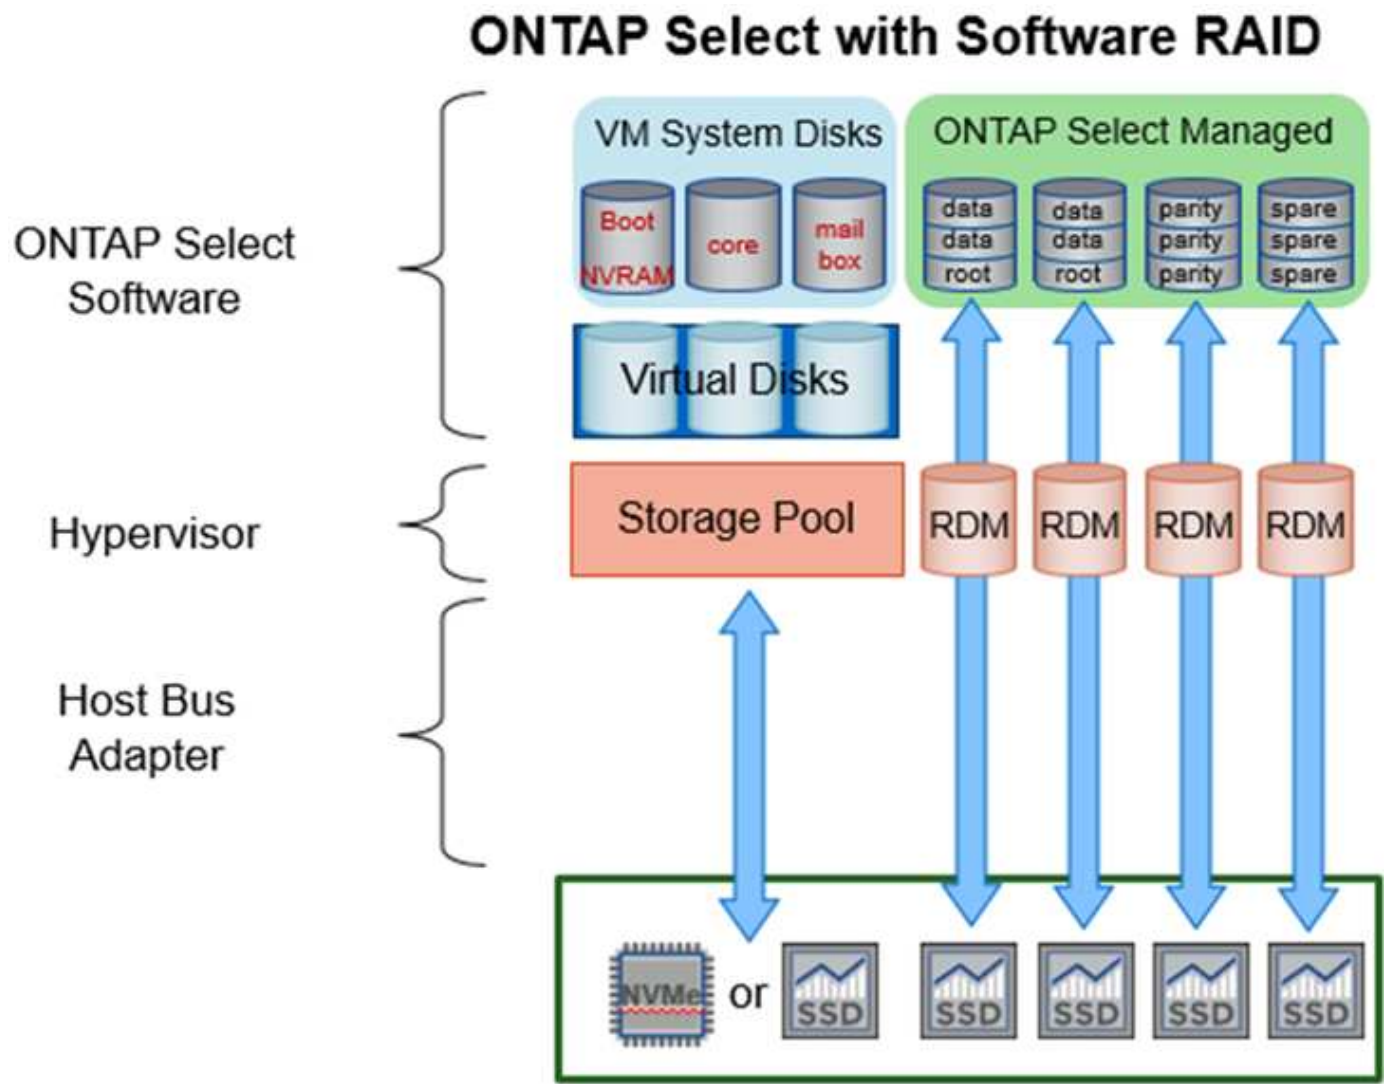 ONTAP Select with Software RAID
VM System Disks
ONTAP Select Managed
Boot
NVRAM
core
mail
box
data
data
root
data
data
root
parity
parity
parity
spare
spare
spare
ONTAP Select
Software
Virtual Disks
Hypervisor
Storage Pool
RDM
RDM
RDM
RDM
Host Bus
Adapter
NVMe
or
SSD
SSD
SSD
SSD
SSD